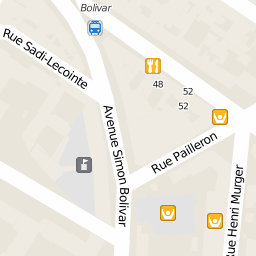 Bolivar
Rue Sadi-Lecointe
48
52
52
Avenue Simon Bolivar
Rue Pailleron
Rue Henri Murger